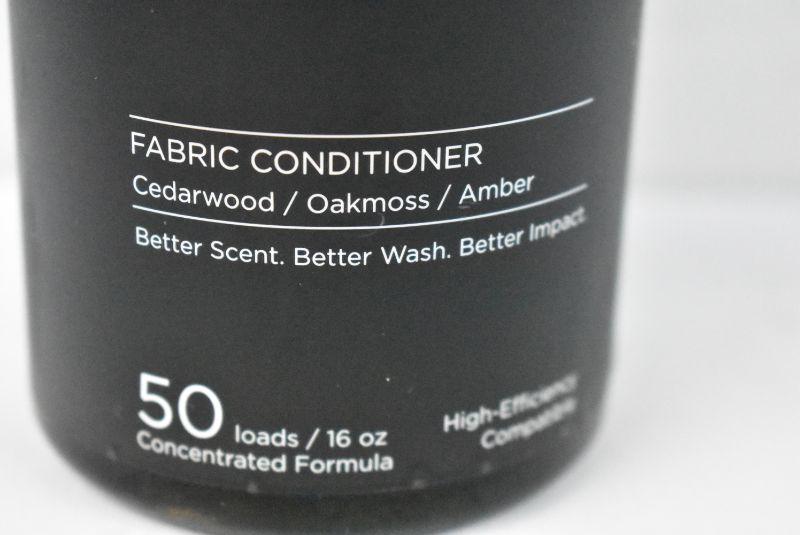 FABRIC CONDITIONER
Cedarwood / Oakmoss / Amber
Better Scent. Better Wash. Better Impact.
50 loads / 16 oz
Concentrated Formula
High-Efficiency
Compatible